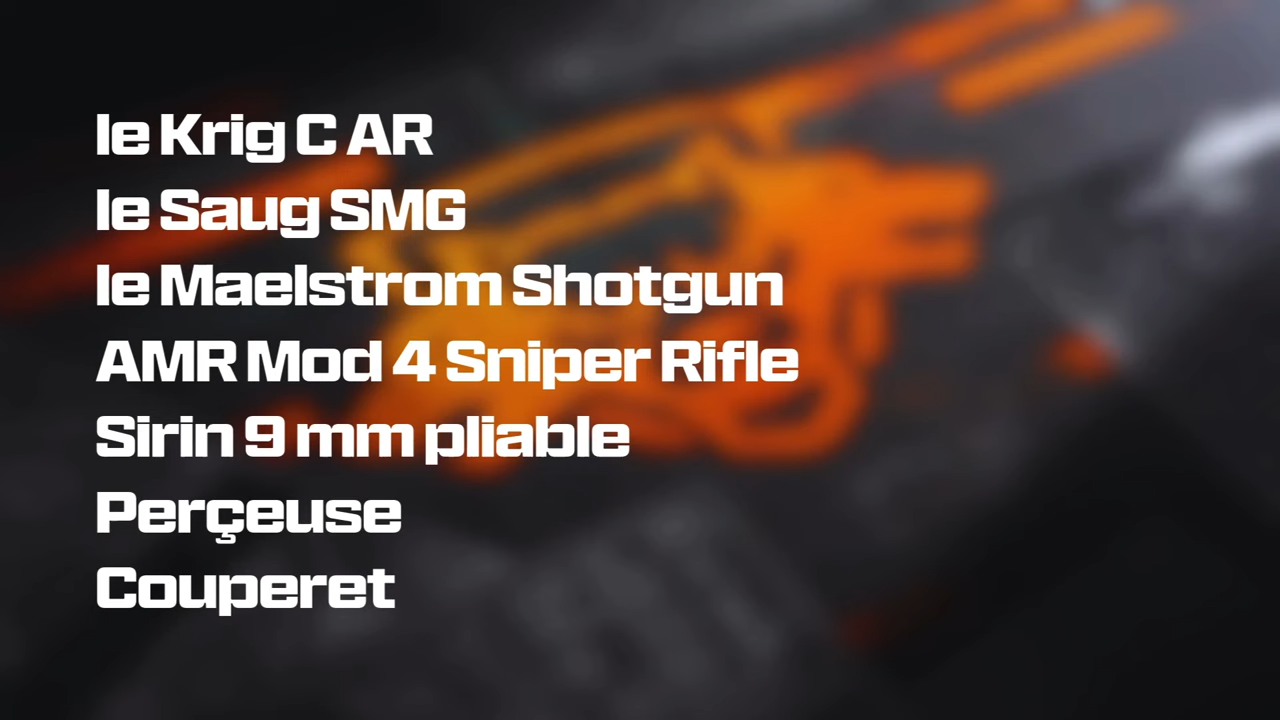 le Krig C AR
le Saug SMG
le Maelstrom Shotgun
AMR Mod 4 Sniper Rifle
Sirin 9 mm pliable
Perçeuse
Couperet